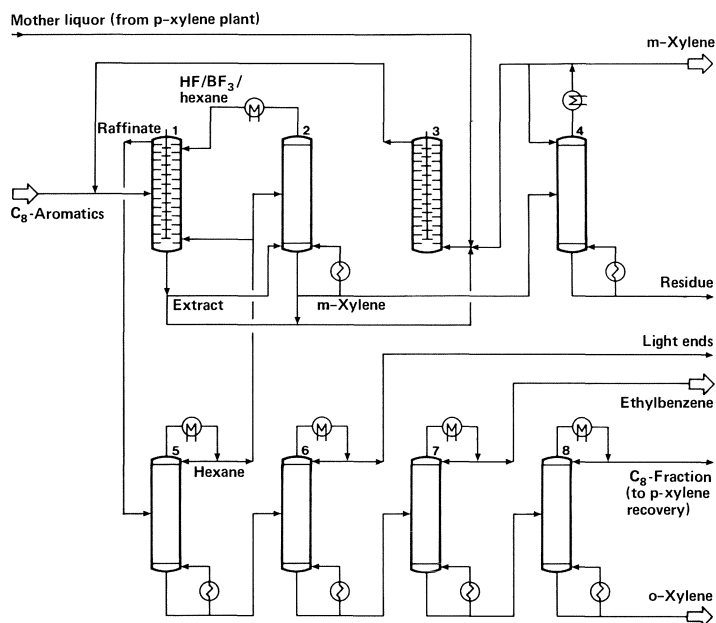 Mother liquor (from p-xylene plant)
m-Xylene
HF/BF3/
hexane
Raffinate
1
2
3
4
C8-Aromatics
Extract
m-Xylene
Residue
Light ends
Ethylbenzene
5
6
7
8
Hexane
C8-Fraction
(to p-xylene
recovery)
o-Xylene